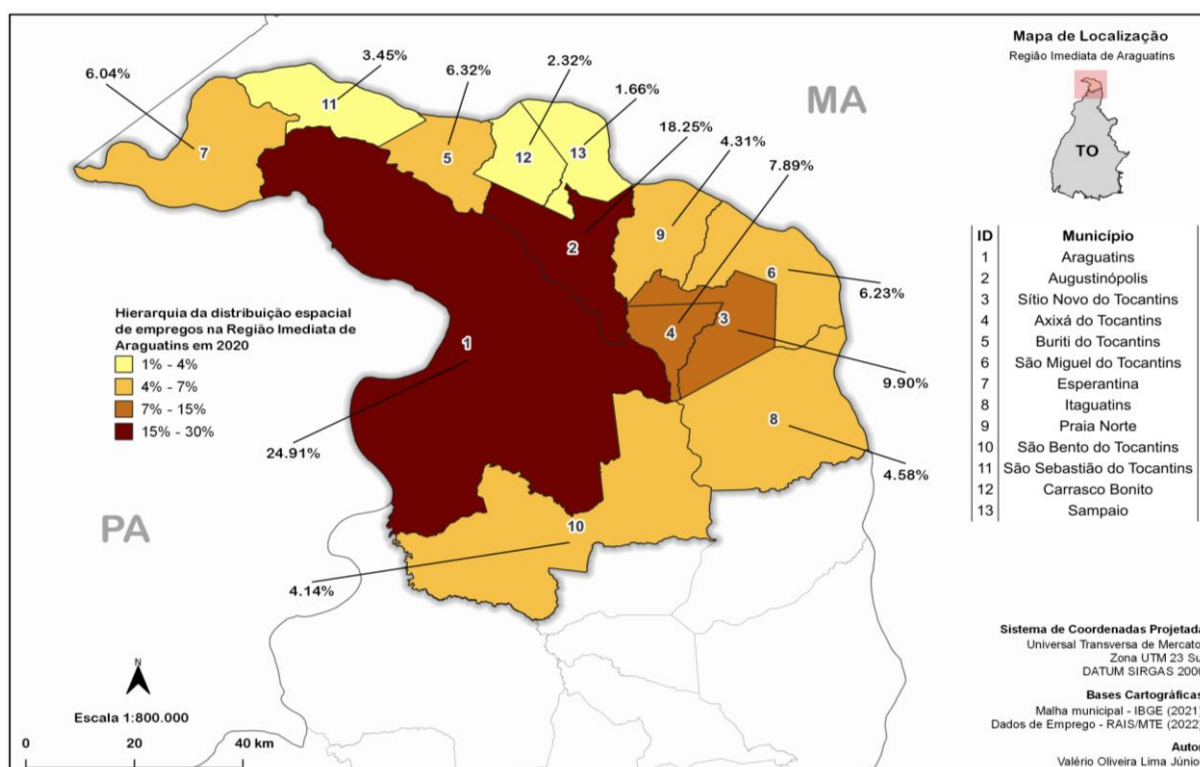 6.04%
3.45%
6.32%
2.32%
1.66%
18.25%
4.31%
7.89%
6.23%
9.90%
4.58%
24.91%
4.14%
7
11
5
12
13
2
9
6
4
3
1
8
10
MA
PA
Hierarquia da distribuição espacial
de empregos na Região Imediata de
Araguatins em 2020
1% - 4%
4% - 7%
7% - 15%
15% - 30%
N
Escala 1:800.000
0 20 40 km
Mapa de Localização
Região Imediata de Araguatins
TO
ID Município
1 Araguatins
2 Augustinópolis
3 Sítio Novo do Tocantins
4 Axixá do Tocantins
5 Buriti do Tocantins
6 São Miguel do Tocantins
7 Esperantina
8 Itaguatins
9 Praia Norte
10 São Bento do Tocantins
11 São Sebastião do Tocantins
12 Carrasco Bonito
13 Sampaio
Sistema de Coordenadas Projetada
Universal Transversa de Mercato
Zona UTM 23 Su
DATUM SIRGAS 200
Bases Cartográficas
Malha municipal - IBGE (2021)
Dados de Emprego - RAIS/MTE (2022)
Auto
Valério Oliveira Lima Júnio